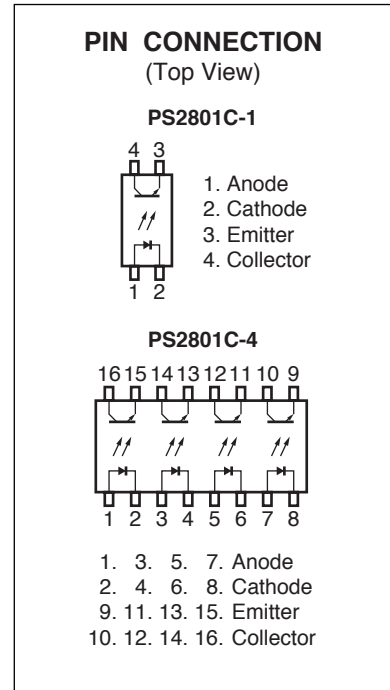 PIN CONNECTION
(Top View)
PS2801C-1
4 3
1. Anode
2. Cathode
3. Emitter
4. Collector
1 2
PS2801C-4
16 15 14 13 12 11 10 9
1 2 3 4 5 6 7 8
1. 3. 5. 7. Anode
2. 4. 6. 8. Cathode
9. 11. 13. 15. Emitter
10. 12. 14. 16. Collector